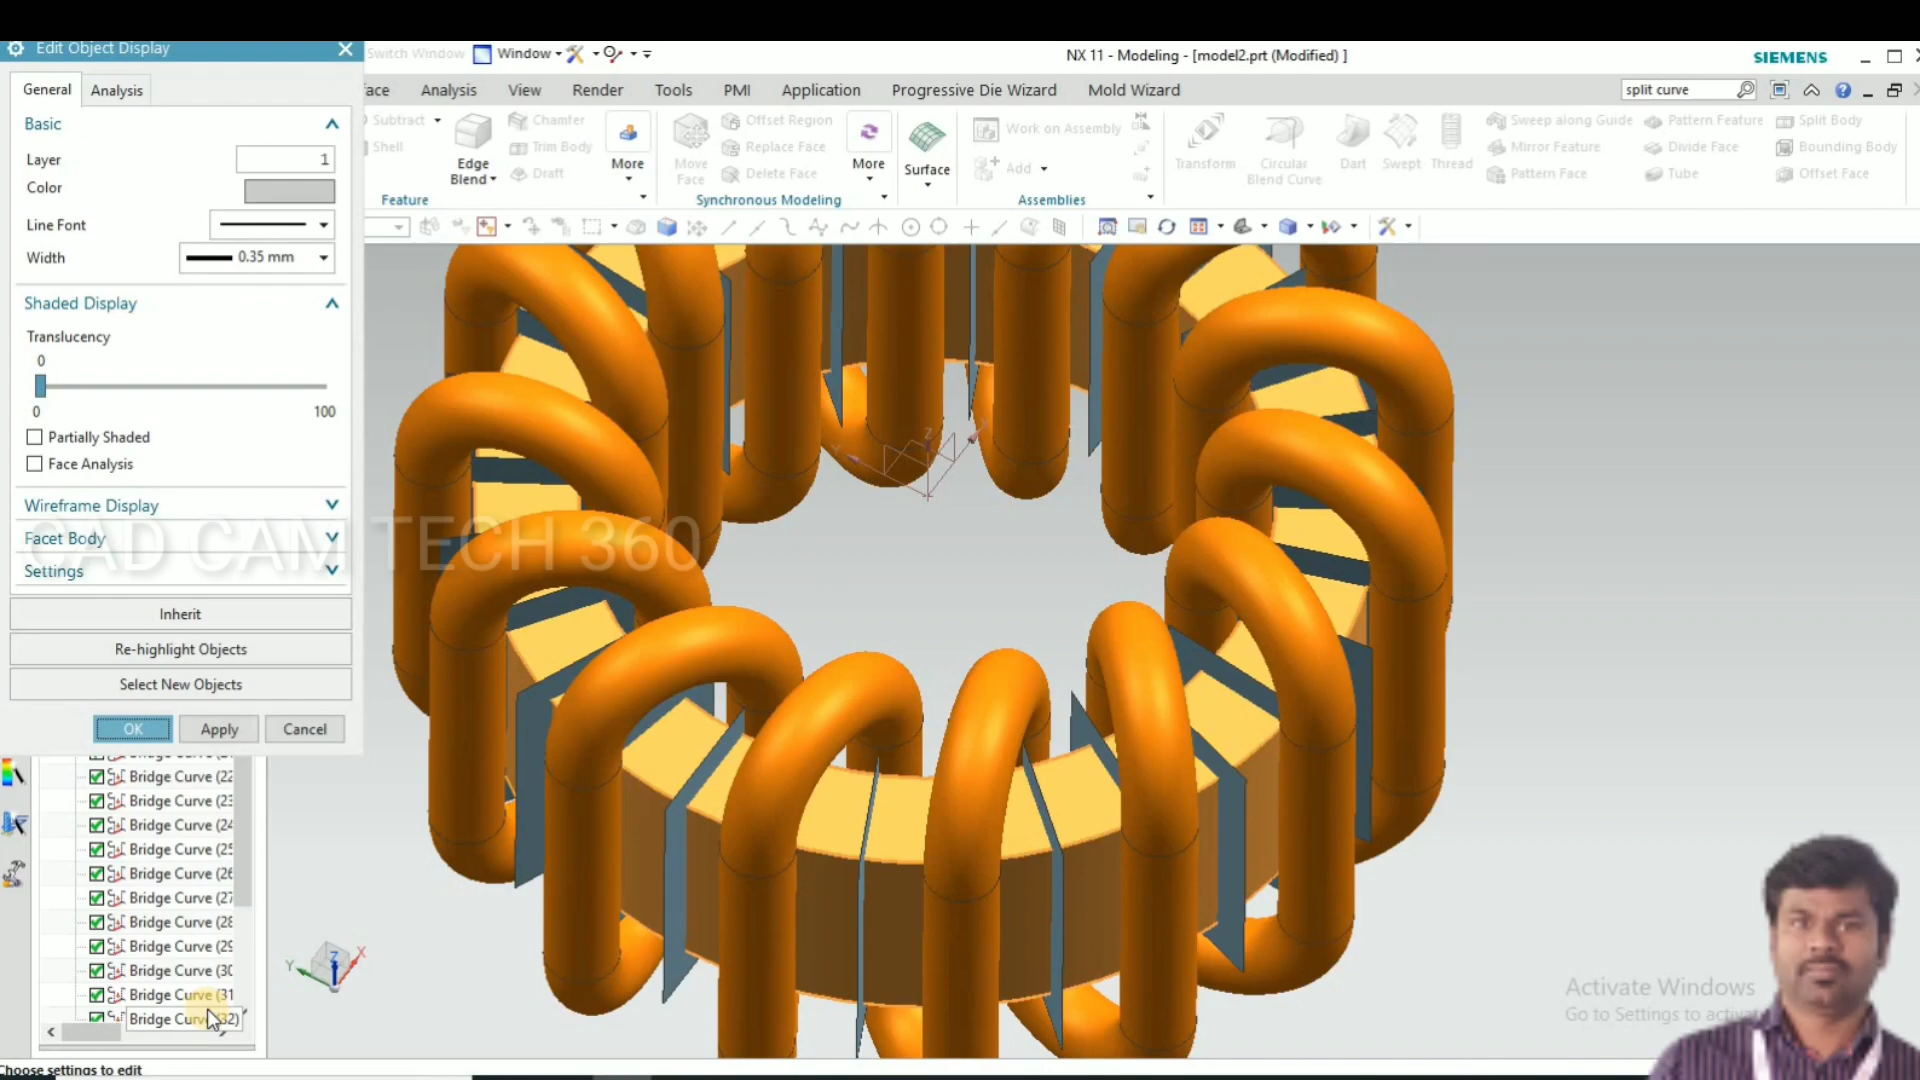 Edit Object Display
Switch Window
Window
NX 11 - Modeling - [model2.prt (Modified) ]
SIEMENS
General
Analysis
Analysis
View
Render
Tools
PMI
Application
Progressive Die Wizard
Mold Wizard
split curve
Basic
Layer
1
Color
Line Font
Width
0.35 mm
Shaded Display
Translucency
0
0
100
Partially Shaded
Face Analysis
Wireframe Display
Facet Body
Settings
Inherit
Re-highlight Objects
Select New Objects
OK
Apply
Cancel
Subtract
Shell
Edge
Blend
Chamfer
Trim Body
Draft
More
Feature
Move
Face
Offset Region
Replace Face
Delete Face
More
Synchronous Modeling
Surface
Work on Assembly
Add
Assemblies
Transform
Circular
Blend Curve
Dart
Swept
Thread
Sweep along Guide
Mirror Feature
Pattern Face
Pattern Feature
Divide Face
Tube
Split Body
Bounding Body
Offset Face
CAD CAM TECH 360
Bridge Curve (22
Bridge Curve (23
Bridge Curve (24
Bridge Curve (25
Bridge Curve (26
Bridge Curve (27
Bridge Curve (28
Bridge Curve (29
Bridge Curve (30
Bridge Curve (31
Bridge Curve (32)
Z
X
Y
Z
Activate Windows
Go to Settings to activa
Choose settings to edit